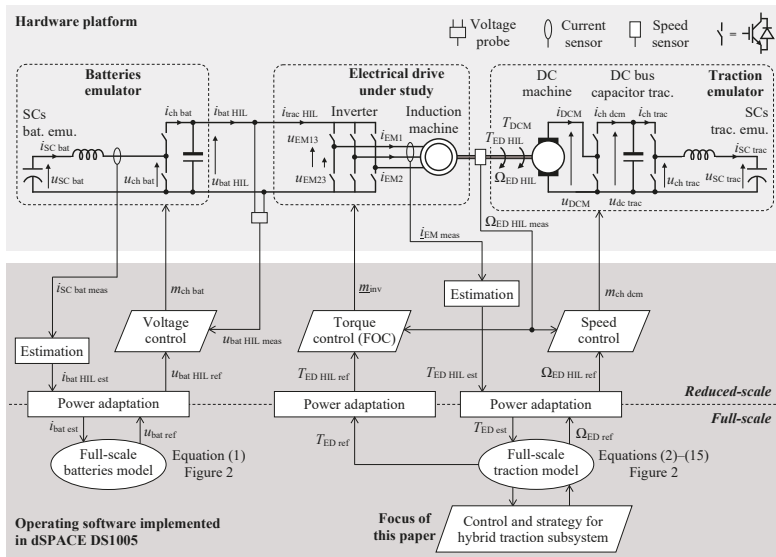 Hardware platform
Voltage probe
Current sensor
Speed sensor
=
Batteries emulator
Electrical drive under study
DC machine
DC bus capacitor trac.
Traction emulator
SCs bat. emu.
i_ch bat
i_bat HIL
i_trac HIL
Inverter
Induction machine
T_DCM
T_ED HIL
i_DCM
i_ch dcm
i_ch trac
SCs trac. emu.
i_SC bat
u_EM13
i_EM1
i_SC trac
u_SC bat
u_ch bat
u_bat HIL
u_EM23
i_EM2
Ω_ED HIL
u_DCM
u_dc trac
u_ch trac
u_SC trac
Ω_ED HIL meas
i_EM meas
i_SC bat meas
m_ch bat
m_inv
Estimation
m_ch dcm
Voltage control
u_bat HIL meas
Torque control (FOC)
Speed control
Estimation
i_bat HIL est
u_bat HIL ref
T_ED HIL ref
T_ED HIL est
Ω_ED HIL ref
Reduced-scale
Power adaptation
Power adaptation
Power adaptation
Full-scale
i_bat est
u_bat ref
T_ED ref
T_ED est
Ω_ED ref
Full-scale batteries model
Equation (1)
Figure 2
Full-scale traction model
Equations (2)–(15)
Figure 2
Operating software implemented
in dSPACE DS1005
Focus of
this paper
Control and strategy for
hybrid traction subsystem